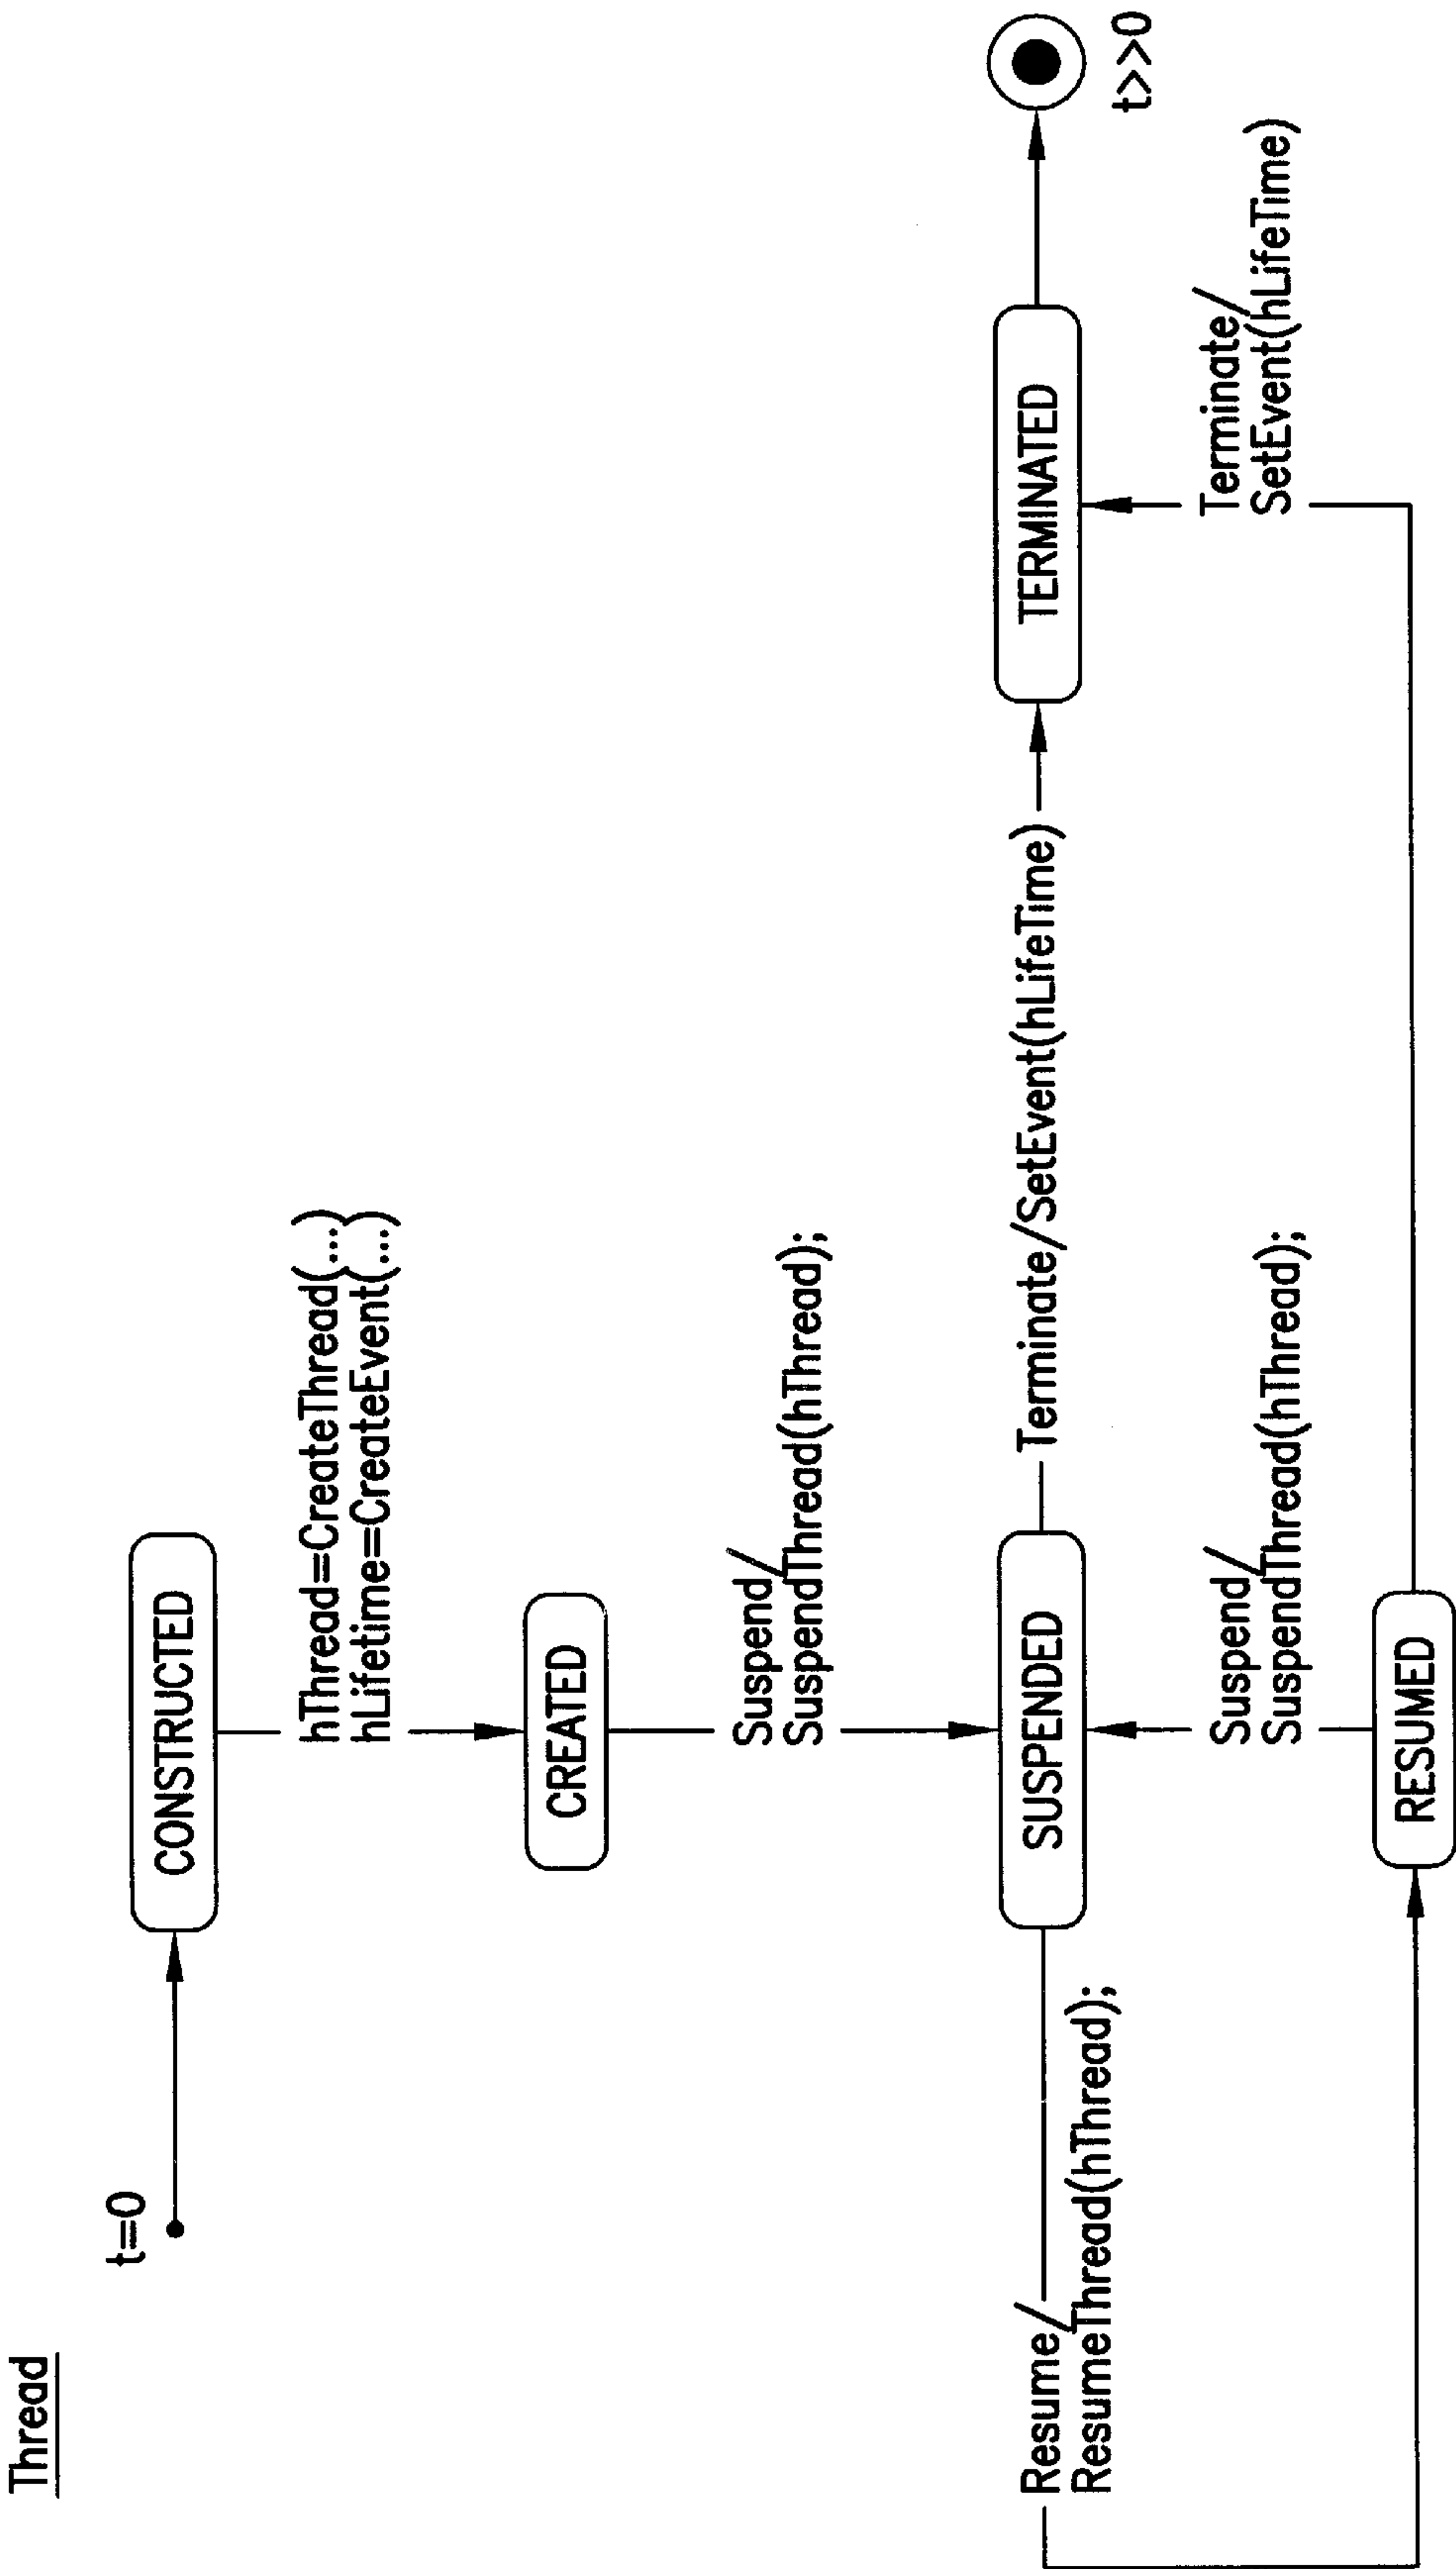 Thread
t=0
CONSTRUCTED
hThread=CreateThread(...)
hLifetime=CreateEvent(...)
CREATED
Suspend/
SuspendThread(hThread);
Resume/
ResumeThread(hThread);
SUSPENDED
Terminate/SetEvent(hLifeTime)
TERMINATED
t>>0
Suspend/
SuspendThread(hThread);
Terminate/
SetEvent(hLifeTime)
RESUMED